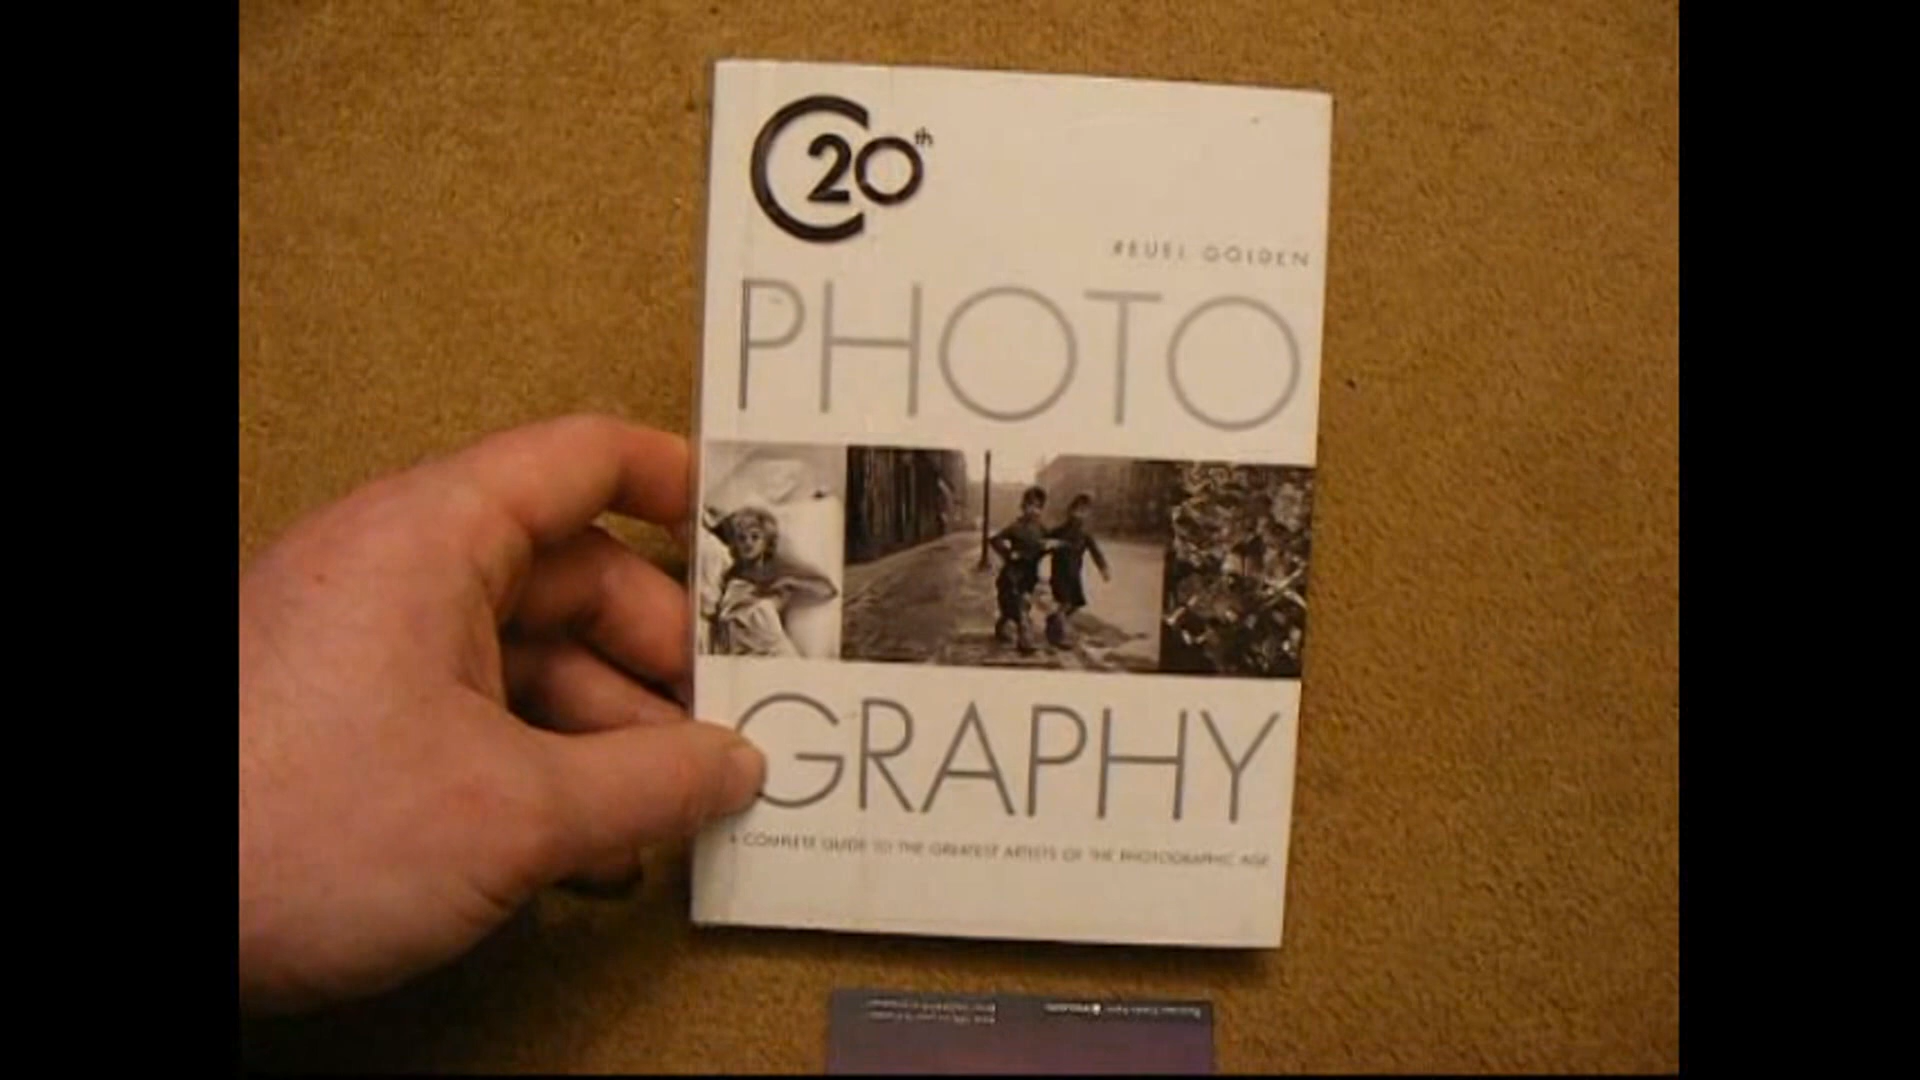 C20th
REUEL GOLDEN
PHOTO
GRAPHY
A COMPLETE GUIDE TO THE GREATEST ARTISTS OF THE PHOTOGRAPHIC AGE